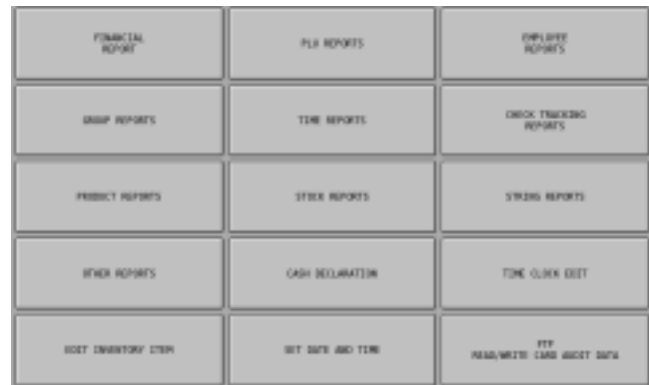 FINANCIAL
REPORT
PLU REPORTS
EMPLOYEE
REPORTS
GROUP REPORTS
TIME REPORTS
CHECK TRACKING
REPORTS
PRODUCT REPORTS
STOCK REPORTS
STRING REPORTS
OTHER REPORTS
CASH DECLARATION
TIME CLOCK EDIT
EDIT INVENTORY ITEM
SET DATE AND TIME
READ/WRITE CARD AUDIT DATA